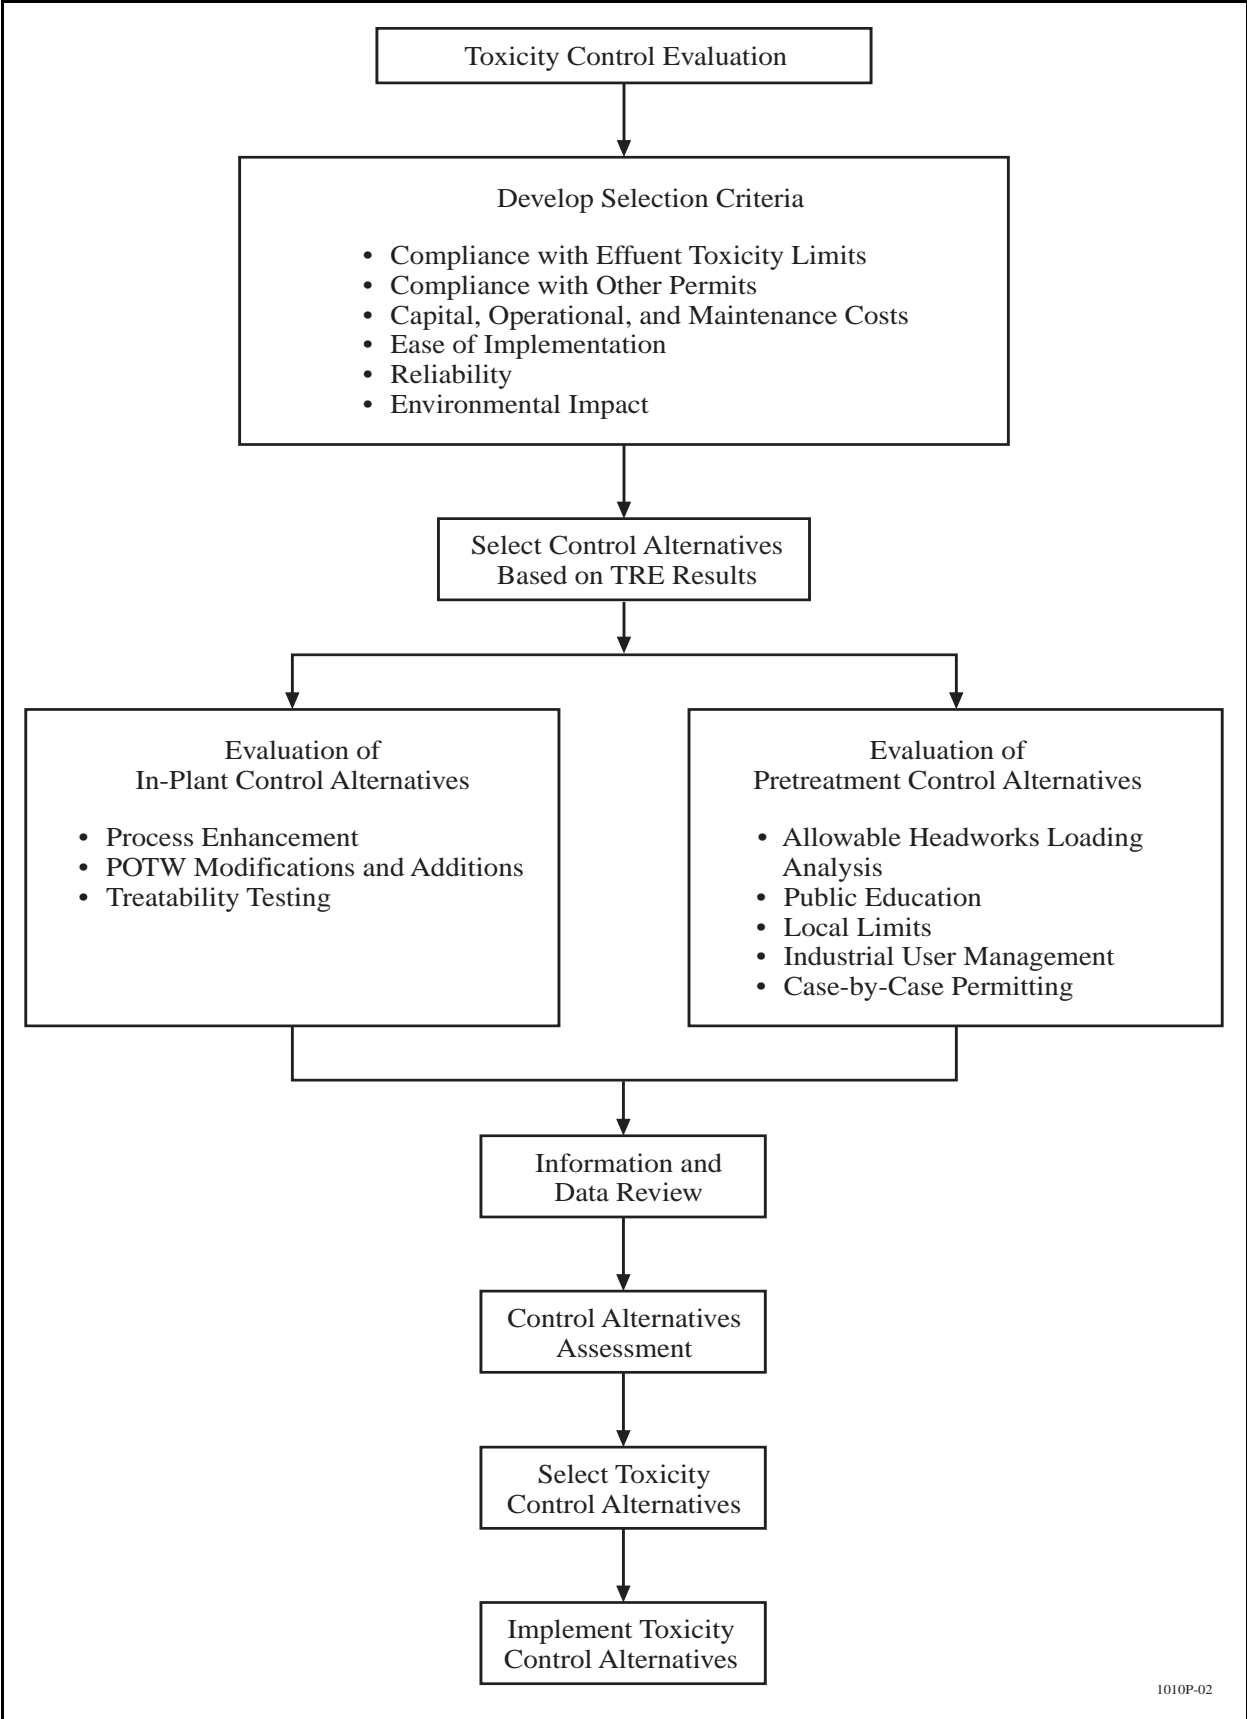 Toxicity Control Evaluation
Develop Selection Criteria
• Compliance with Effuent Toxicity Limits
• Compliance with Other Permits
• Capital, Operational, and Maintenance Costs
• Ease of Implementation
• Reliability
• Environmental Impact
Select Control Alternatives
Based on TRE Results
Evaluation of
In-Plant Control Alternatives
• Process Enhancement
• POTW Modifications and Additions
• Treatability Testing
Evaluation of
Pretreatment Control Alternatives
• Allowable Headworks Loading
Analysis
• Public Education
• Local Limits
• Industrial User Management
• Case-by-Case Permitting
Information and
Data Review
Control Alternatives
Assessment
Select Toxicity
Control Alternatives
Implement Toxicity
Control Alternatives
1010P-02